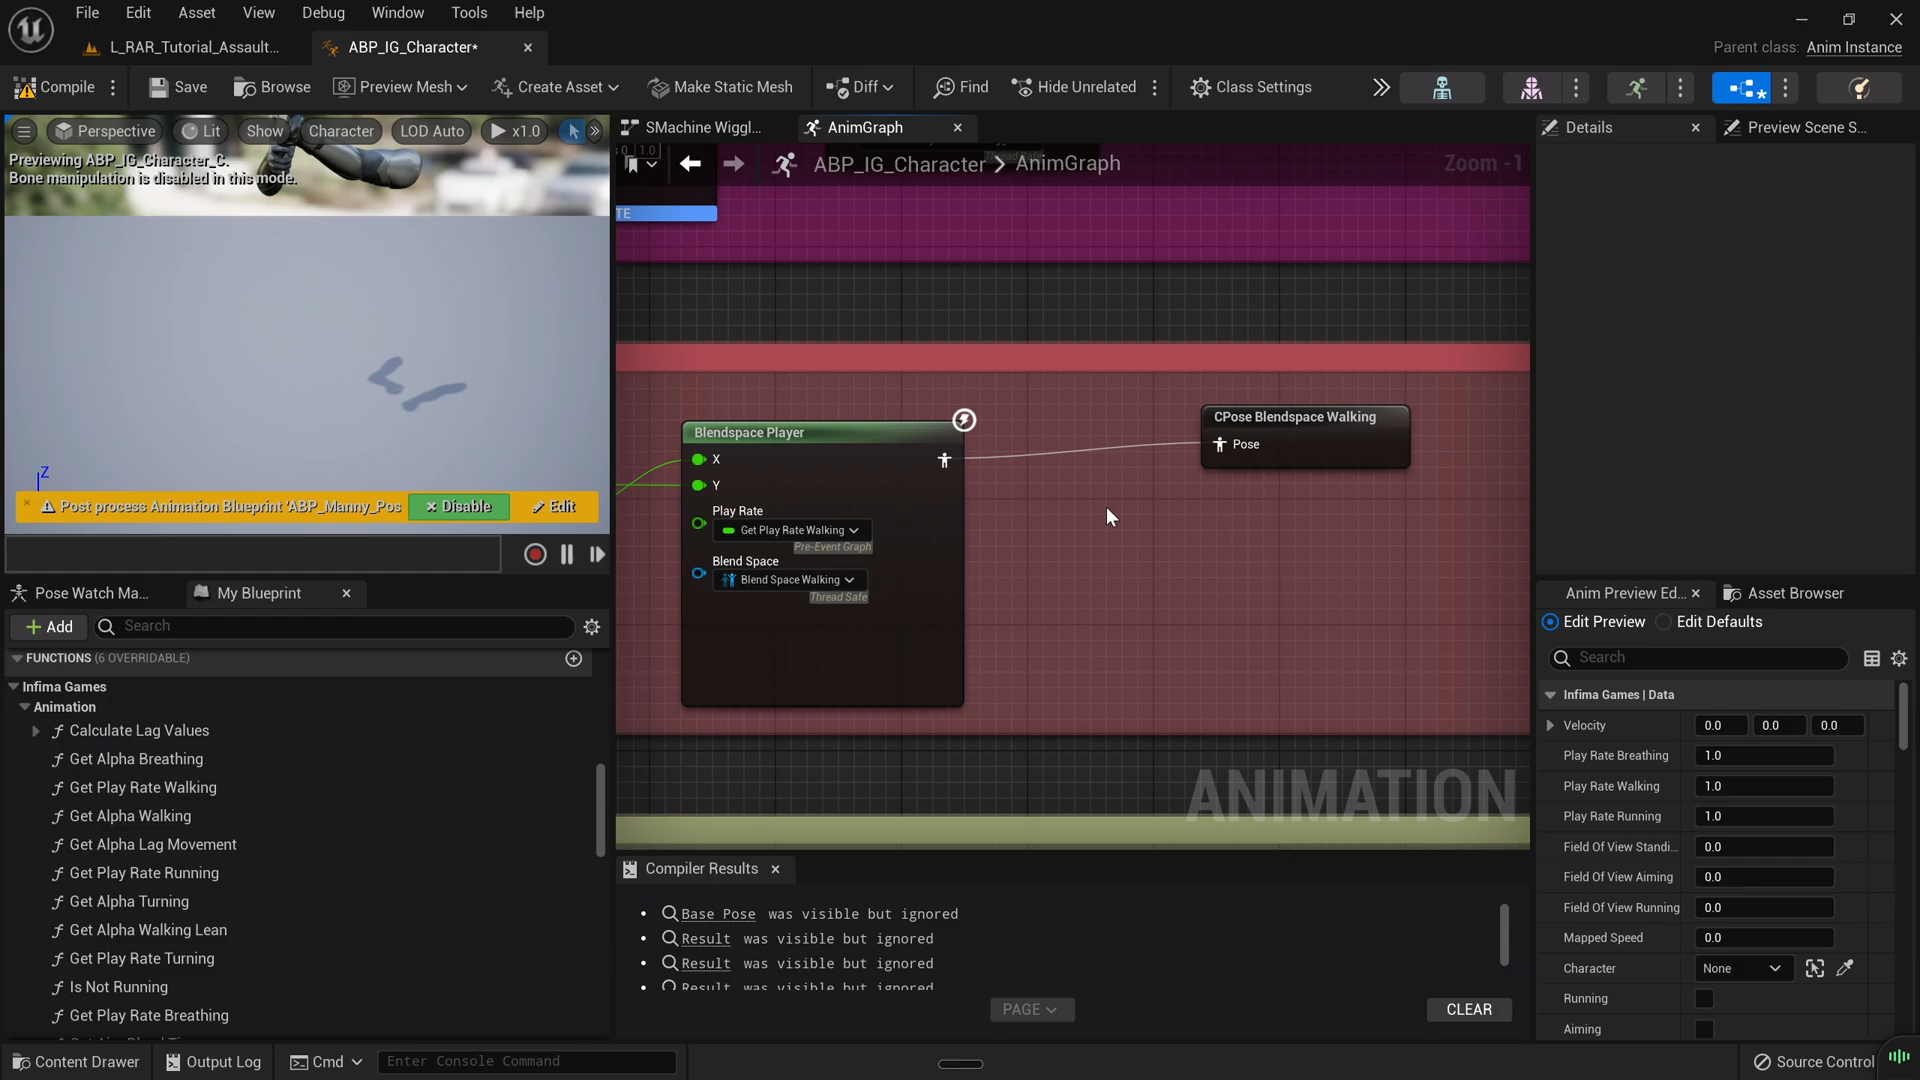 File Edit Asset View Debug Window Tools Help
L_RAR_Tutorial_Assault...
ABP_IG_Character*
Parent class: Anim Instance
Compile Save Browse Preview Mesh Create Asset Make Static Mesh Diff Find Hide Unrelated Class Settings
Perspective Lit Show Character LOD Auto x1.0
Previewing ABP_IG_Character_C.
Bone manipulation is disabled in this mode.
Z
Post process Animation Blueprint 'ABP_Manny_Pos Disable Edit
SMachine Wiggl...
AnimGraph
ABP_IG_Character > AnimGraph
Zoom -1
TE
Blendspace Player
X
Y
Play Rate
Get Play Rate Walking
Pre-Event Graph
Blend Space
Blend Space Walking
Thread Safe
CPose Blendspace Walking
Pose
ANIMATION
Pose Watch Ma...
My Blueprint
Add Search
FUNCTIONS (6 OVERRIDABLE)
Infima Games
Animation
Calculate Lag Values
Get Alpha Breathing
Get Play Rate Walking
Get Alpha Walking
Get Alpha Lag Movement
Get Play Rate Running
Get Alpha Turning
Get Alpha Walking Lean
Get Play Rate Turning
Is Not Running
Get Play Rate Breathing
Compiler Results
Base Pose was visible but ignored
Result was visible but ignored
Result was visible but ignored
Result was visible but ignored
PAGE
CLEAR
Details
Preview Scene S...
Anim Preview Ed...
Asset Browser
Edit Preview Edit Defaults
Search
Infima Games | Data
Velocity 0.0 0.0 0.0
Play Rate Breathing 1.0
Play Rate Walking 1.0
Play Rate Running 1.0
Field Of View Standi... 0.0
Field Of View Aiming 0.0
Field Of View Running 0.0
Mapped Speed 0.0
Character None
Running
Aiming
Content Drawer Output Log Cmd Enter Console Command
Source Control